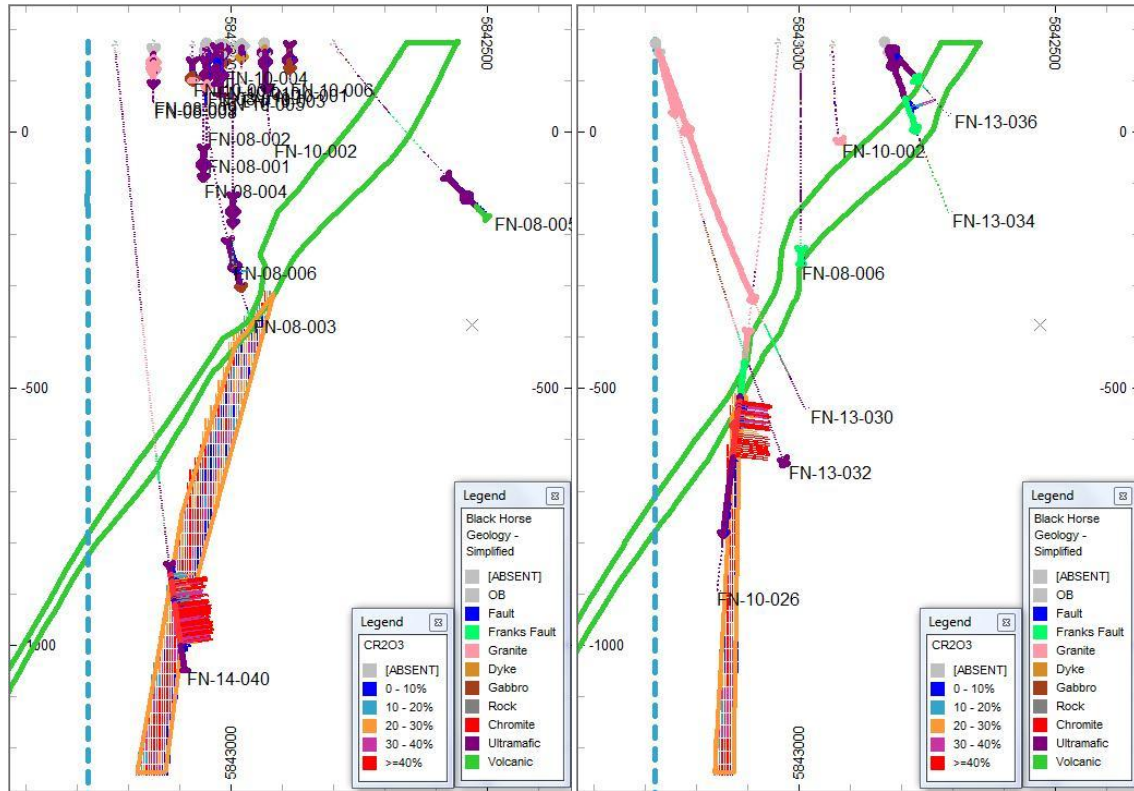 5842500
FN-10-004
FN-10-006
FN-08-002
FN-10-002
FN-08-001
FN-08-004
FN-08-005
FN-08-006
FN-08-003
0
-500
-1000
FN-14-040
5843000
Legend
CR2O3
[ABSENT]
0 - 10%
10 - 20%
20 - 30%
30 - 40%
>=40%
Legend
Black Horse
Geology -
Simplified
[ABSENT]
OB
Fault
Franks Fault
Granite
Dyke
Gabbro
Rock
Chromite
Ultramafic
Volcanic
5843000
5842500
0
0
FN-13-036
FN-10-002
FN-13-034
FN-08-006
-500
-500
FN-13-030
FN-13-032
FN-10-026
-1000
5843000
Legend
CR2O3
[ABSENT]
0 - 10%
10 - 20%
20 - 30%
30 - 40%
>=40%
Legend
Black Horse
Geology -
Simplified
[ABSENT]
OB
Fault
Franks Fault
Granite
Dyke
Gabbro
Rock
Chromite
Ultramafic
Volcanic